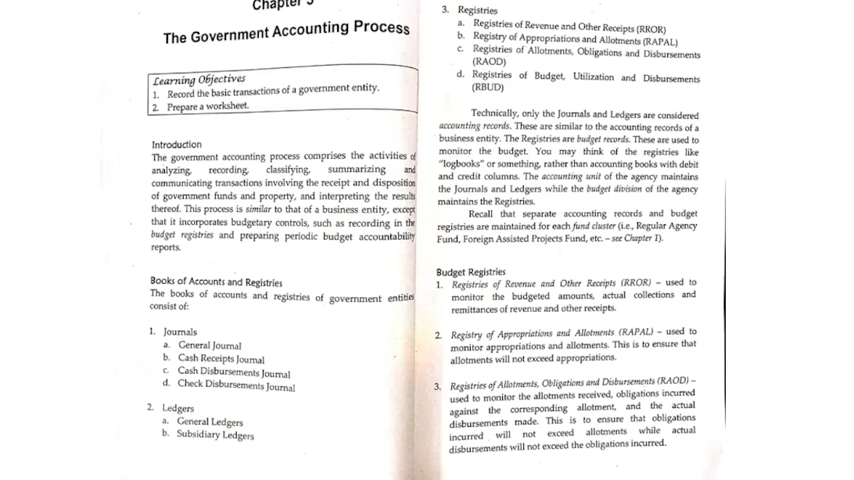 Chapter 3
The Government Accounting Process
Learning Objectives
1. Record the basic transactions of a government entity.
2. Prepare a worksheet.
Introduction
The government accounting process comprises the activities of
analyzing, recording, classifying, summarizing and
communicating transactions involving the receipt and disposition
of government funds and property, and interpreting the results
thereof. This process is similar to that of a business entity, except
that it incorporates budgetary controls, such as recording in the
budget registries and preparing periodic budget accountability
reports.
Books of Accounts and Registries
The books of accounts and registries of government entities
consist of:
1. Journals
a. General Journal
b. Cash Receipts Journal
c. Cash Disbursements Journal
d. Check Disbursements Journal
2. Ledgers
a. General Ledgers
b. Subsidiary Ledgers
3. Registries
a. Registries of Revenue and Other Receipts (RROR)
b. Registry of Appropriations and Allotments (RAPAL)
c. Registries of Allotments, Obligations and Disbursements
(RAOD)
d. Registries of Budget, Utilization and Disbursements
(RBUD)
Technically, only the Journals and Ledgers are considered
accounting records. These are similar to the accounting records of a
business entity. The Registries are budget records. These are used to
monitor the budget. You may think of the registries like
"logbooks" or something, rather than accounting books with debit
and credit columns. The accounting unit of the agency maintains
the Journals and Ledgers while the budget division of the agency
maintains the Registries.
Recall that separate accounting records and budget
registries are maintained for each fund cluster (i.e., Regular Agency
Fund, Foreign Assisted Projects Fund, etc. – see Chapter 1).
Budget Registries
1. Registries of Revenue and Other Receipts (RROR) – used to
monitor the budgeted amounts, actual collections and
remittances of revenue and other receipts.
2. Registry of Appropriations and Allotments (RAPAL) – used to
monitor appropriations and allotments. This is to ensure that
allotments will not exceed appropriations.
3. Registries of Allotments, Obligations and Disbursements (RAOD) –
used to monitor the allotments received, obligations incurred
against the corresponding allotment, and the actual
disbursements made. This is to ensure that obligations
incurred will not exceed allotments while actual
disbursements will not exceed the obligations incurred.